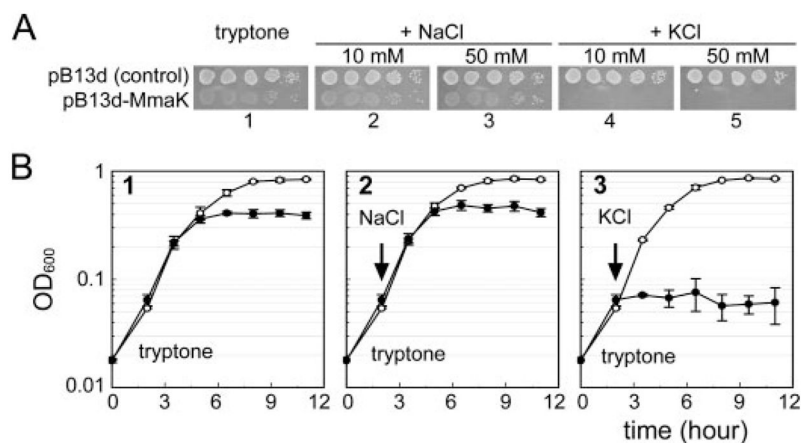 A
tryptone
+ NaCl
+ KCl
10 mM
50 mM
10 mM
50 mM
pB13d (control)
pB13d-MmaK
1
2
3
4
5
B
OD600
1
0.1
0.01
1
tryptone
0
3
6
9
12
2
NaCl
tryptone
0
3
6
9
12
3
KCl
tryptone
0
3
6
9
12
time (hour)